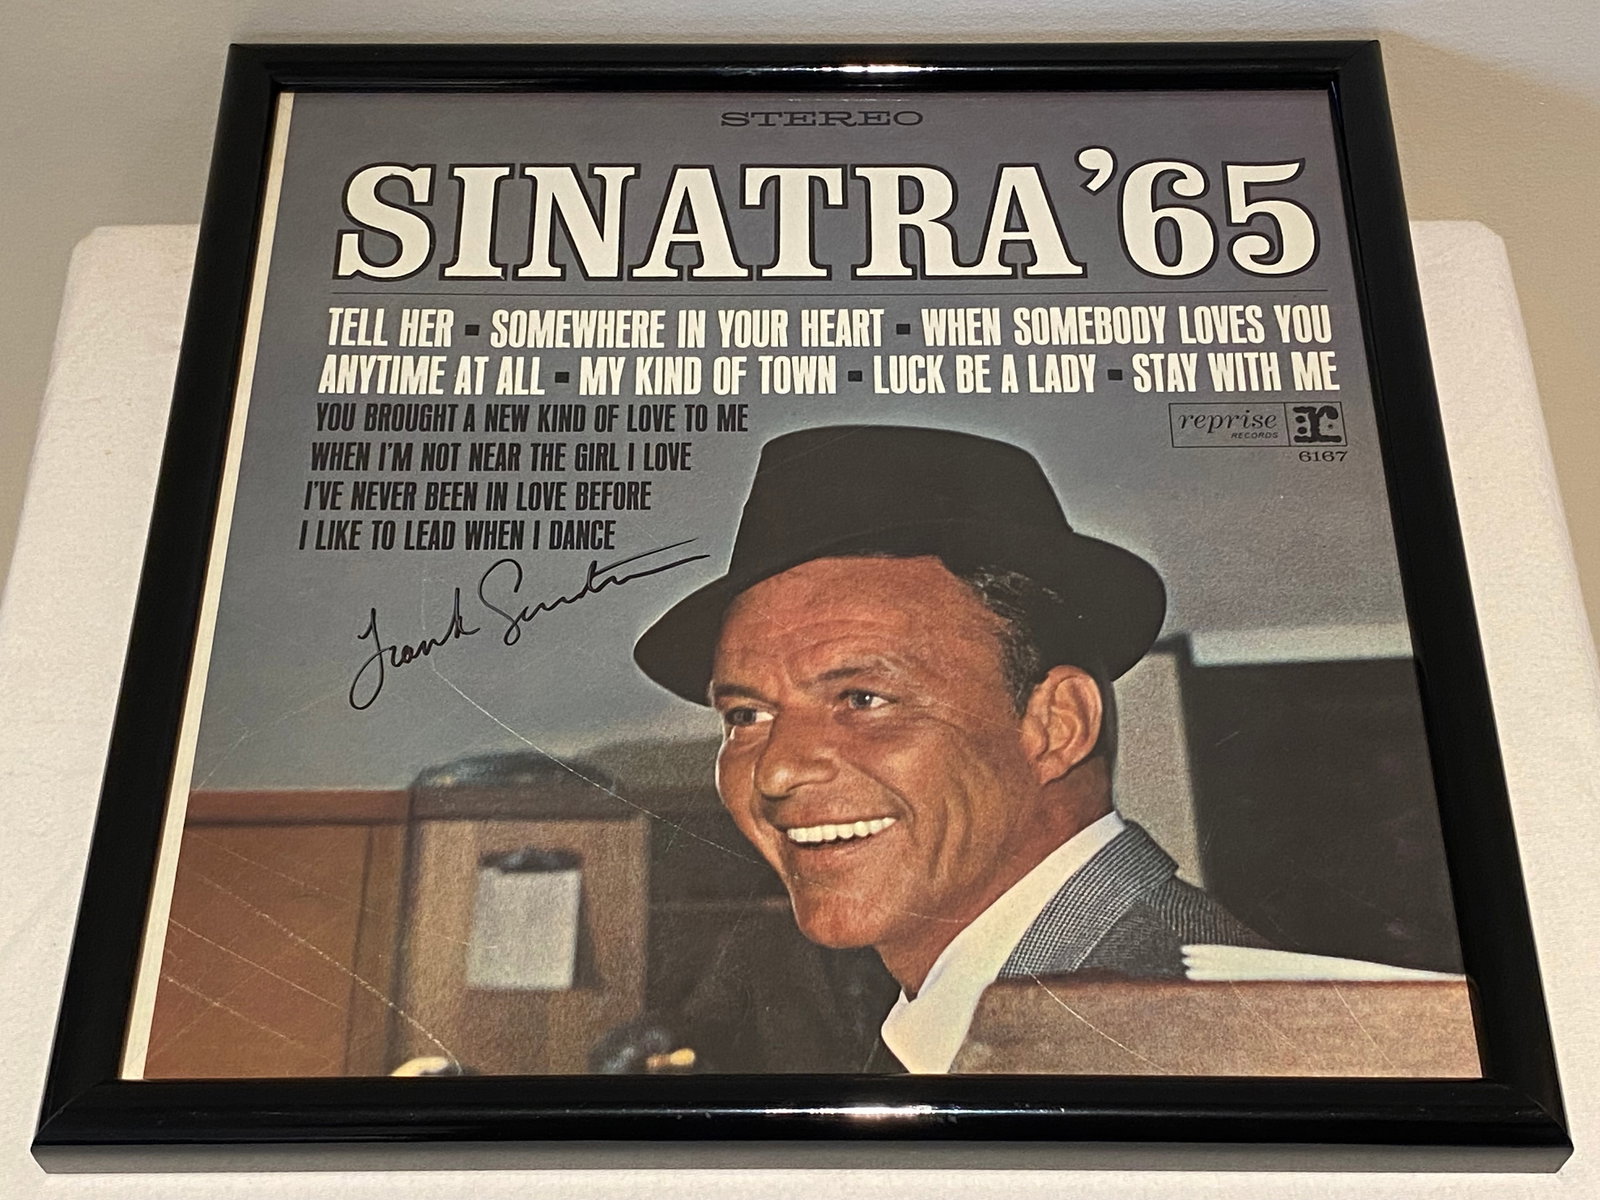 STEREO
SINATRA '65
TELL HER ▪ SOMEWHERE IN YOUR HEART ▪ WHEN SOMEBODY LOVES YOU
ANYTIME AT ALL ▪ MY KIND OF TOWN ▪ LUCK BE A LADY ▪ STAY WITH ME
YOU BROUGHT A NEW KIND OF LOVE TO ME
WHEN I'M NOT NEAR THE GIRL I LOVE
I'VE NEVER BEEN IN LOVE BEFORE
I LIKE TO LEAD WHEN I DANCE
reprise r
RECORDS
6167
Frank Sinatra